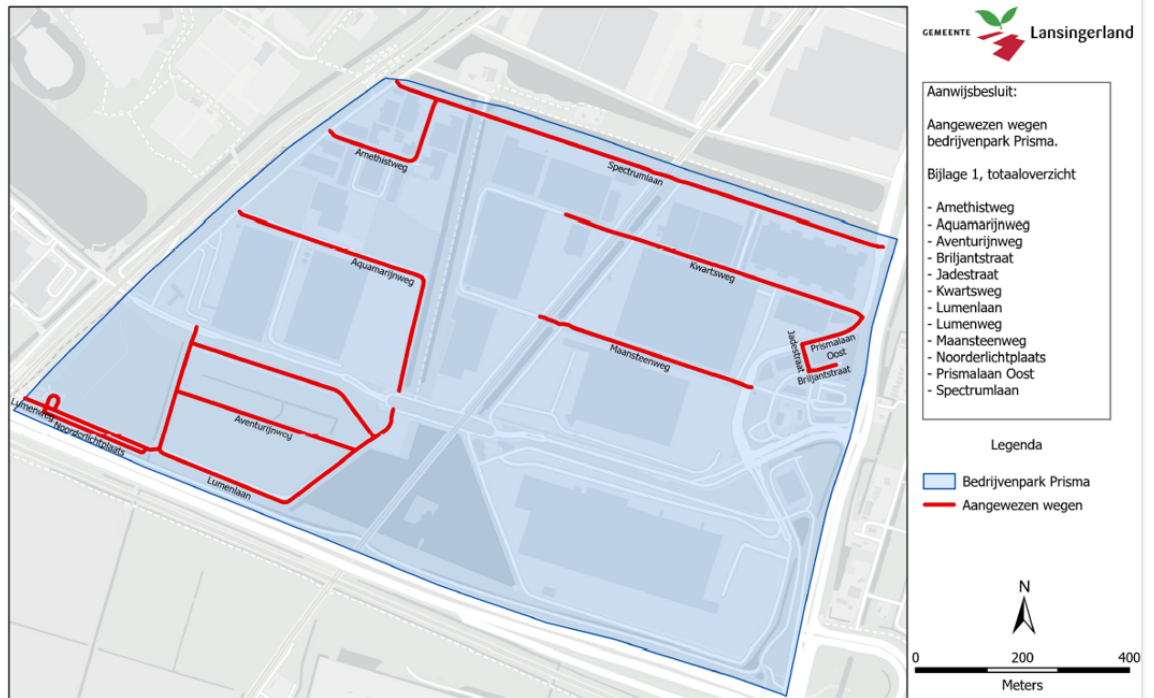 GEMEENTE Lansingerland
Aanwijsbesluit:
Aangewezen wegen
bedrijvenpark Prisma.
Bijlage 1, totaaloverzicht
- Amethistweg
- Aquamarijnweg
- Aventurijnweg
- Briljantstraat
- Jadestraat
- Kwartsweg
- Lumenlaan
- Lumenweg
- Maansteenweg
- Noorderlichtplaats
- Prismalaan Oost
- Spectrumlaan
Legenda
Bedrijvenpark Prisma
Aangewezen wegen
N
0 200 400
Meters
Amethistweg
Spectrumlaan
Aquamarijnweg
Kwartsweg
Maansteenweg
Jadestraat
Prismalaan
Oost
Briljantstraat
Lumenweg
Noorderlichtplaats
Aventurijnweg
Lumenlaan